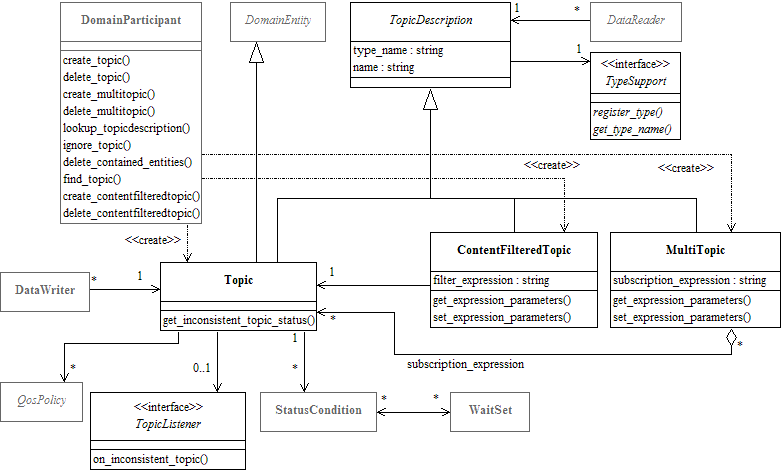 DomainParticipant
create_topic()
delete_topic()
create_multitopic()
delete_multitopic()
lookup_topicdescription()
ignore_topic()
delete_contained_entities()
find_topic()
create_contentfilteredtopic()
delete_contentfilteredtopic()
DomainEntity
TopicDescription
type_name : string
name : string
1
*
DataReader
1
<<interface>>
TypeSupport
register_type()
get_type_name()
<<create>>
<<create>>
<<create>>
ContentFilteredTopic
filter_expression : string
get_expression_parameters()
set_expression_parameters()
MultiTopic
subscription_expression : string
get_expression_parameters()
set_expression_parameters()
DataWriter
*
1
Topic
get_inconsistent_topic_status()
1
*
*
subscription_expression
*
QosPolicy
0..1
<<interface>>
TopicListener
on_inconsistent_topic()
1
*
StatusCondition
*
*
WaitSet